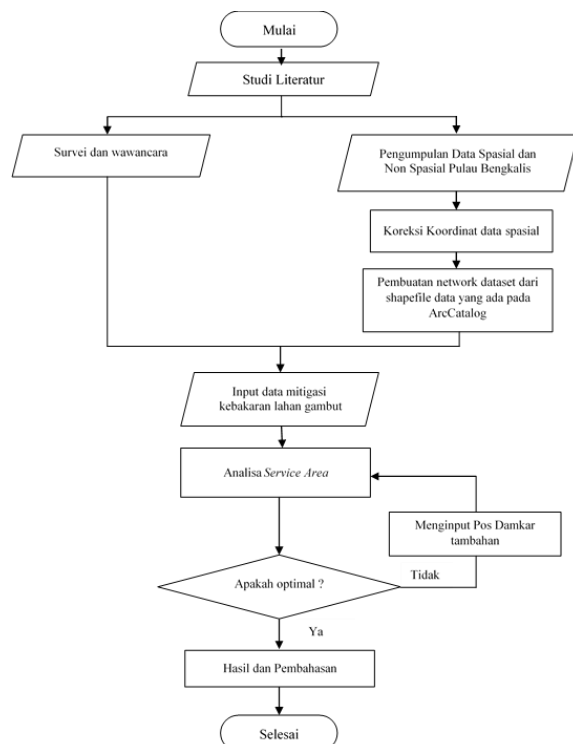 Mulai
Studi Literatur
Survei dan wawancara
Pengumpulan Data Spasial dan
Non Spasial Pulau Bengkalis
Koreksi Koordinat data spasial
Pembuatan network dataset dari
shapefile data yang ada pada
ArcCatalog
Input data mitigasi
kebakaran lahan gambut
Analisa Service Area
Menginput Pos Damkar
tambahan
Apakah optimal ?
Tidak
Ya
Hasil dan Pembahasan
Selesai